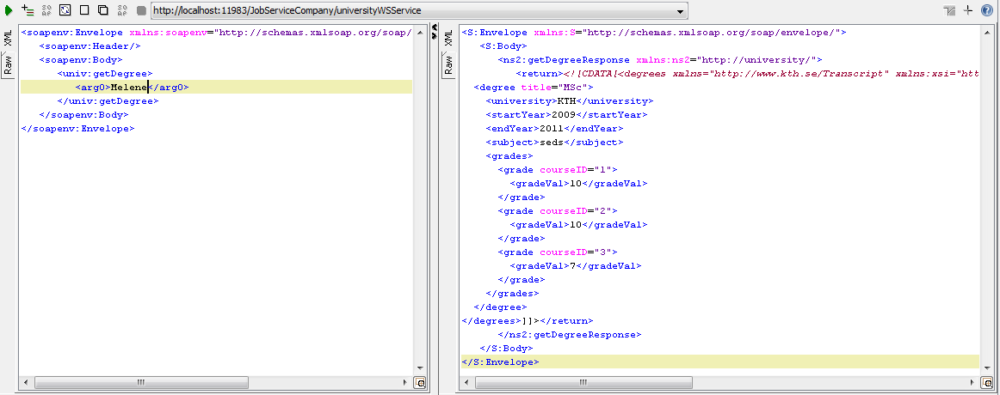 http://localhost:11983/JobServiceCompany/universityWSService
XML
Raw
<soapenv:Envelope xmlns:soapenv="http://schemas.xmlsoap.org/soap/
<soapenv:Header/>
<soapenv:Body>
<univ:getDegree>
<arg0>Melene</arg0>
</univ:getDegree>
</soapenv:Body>
</soapenv:Envelope>
XML
Raw
<S:Envelope xmlns:S="http://schemas.xmlsoap.org/soap/envelope/">
<S:Body>
<ns2:getDegreeResponse xmlns:ns2="http://university/">
<return><![CDATA[<degrees xmlns="http://www.kth.se/Transcript" xmlns:xsi="htt
<degree title="MSc">
<university>KTH</university>
<startYear>2009</startYear>
<endYear>2011</endYear>
<subject>seds</subject>
<grades>
<grade courseID="1">
<gradeVal>10</gradeVal>
</grade>
<grade courseID="2">
<gradeVal>10</gradeVal>
</grade>
<grade courseID="3">
<gradeVal>7</gradeVal>
</grade>
</grades>
</degree>
</degrees>]]></return>
</ns2:getDegreeResponse>
</S:Body>
</S:Envelope>